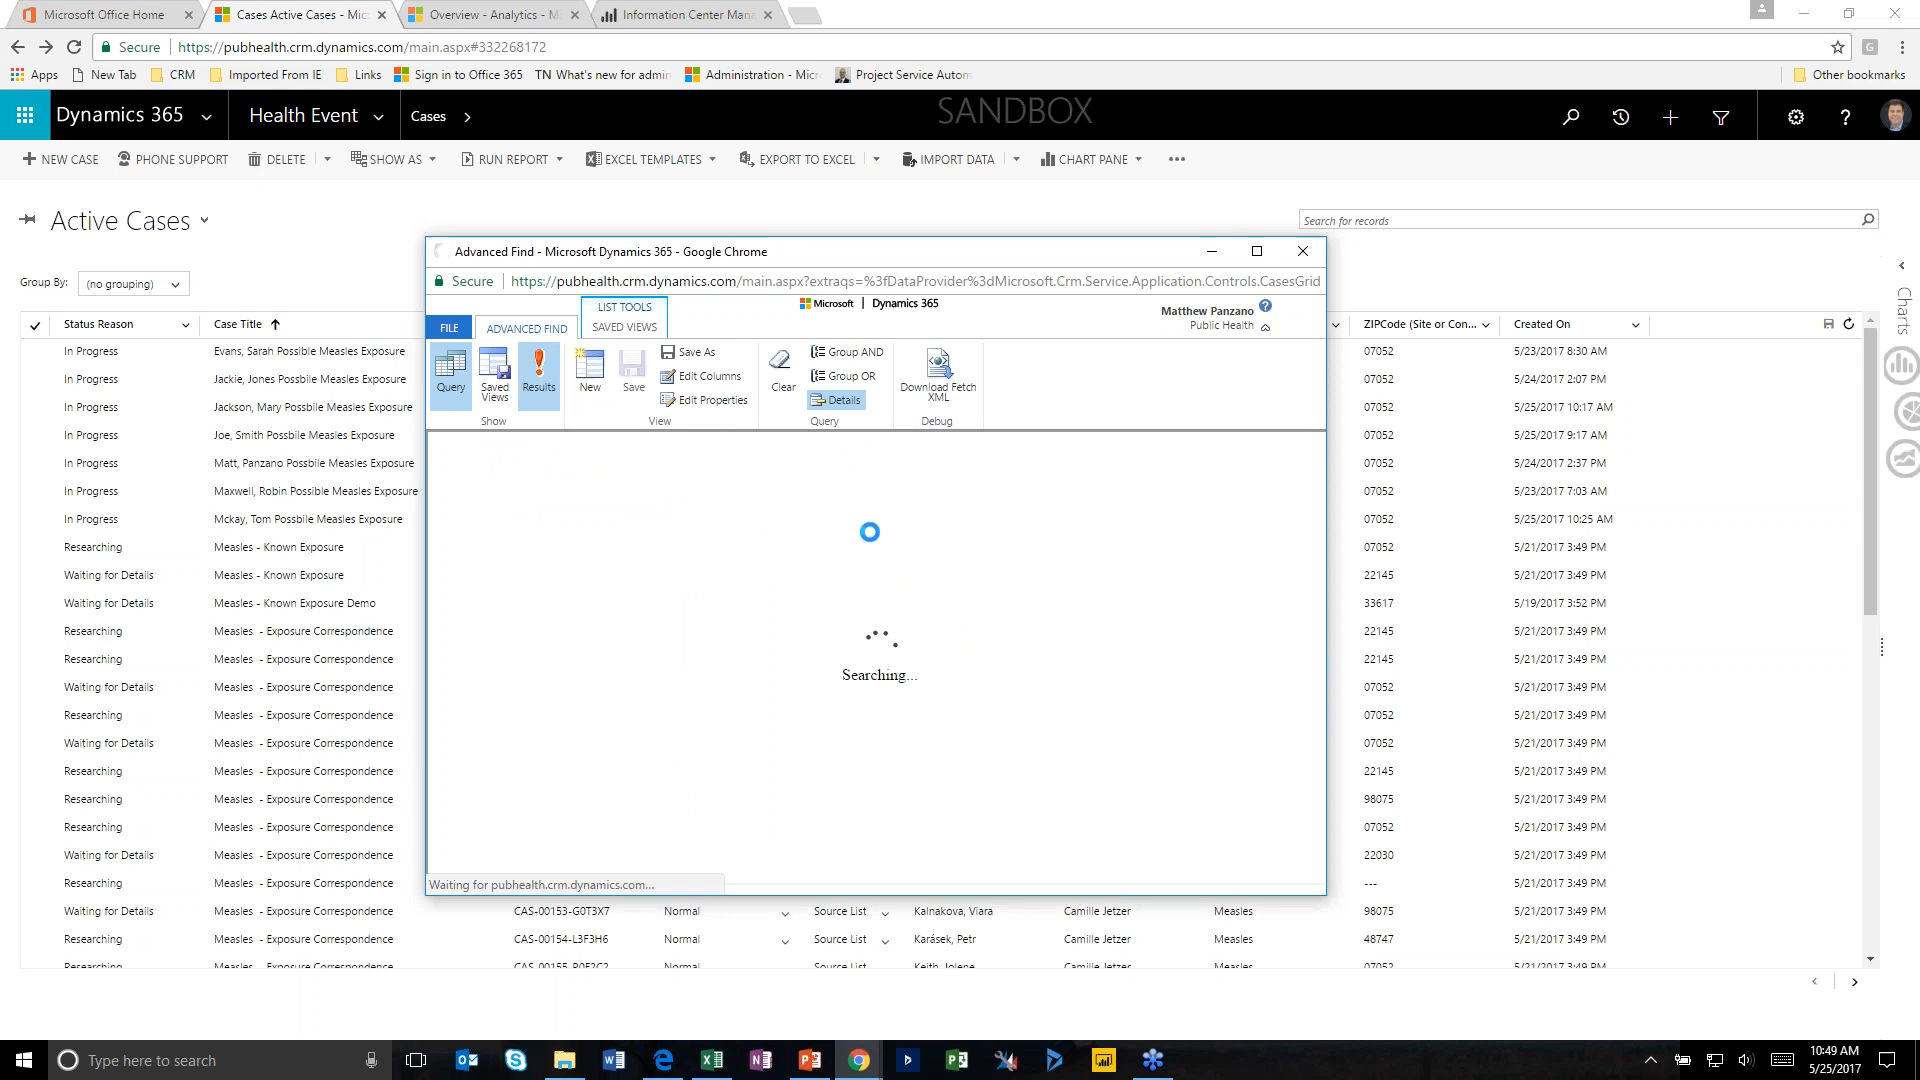 Microsoft Office Home
Cases Active Cases - Mic
Overview - Analytics - M
Information Center Mana
Secure https://pubhealth.crm.dynamics.com/main.aspx#332268172
Apps New Tab CRM Imported From IE Links Sign in to Office 365 TN What's new for admin Administration - Micr Project Service Autom Other bookmarks
Dynamics 365 Health Event Cases SANDBOX
NEW CASE PHONE SUPPORT DELETE SHOW AS RUN REPORT EXCEL TEMPLATES EXPORT TO EXCEL IMPORT DATA CHART PANE
Active Cases
Search for records
Group By: (no grouping)
Charts
Status Reason Case Title ZIPCode (Site or Con... Created On
In Progress Evans, Sarah Possible Measles Exposure 07052 5/23/2017 8:30 AM
In Progress Jackie, Jones Possbile Measles Exposure 07052 5/24/2017 2:07 PM
In Progress Jackson, Mary Possbile Measles Exposure 07052 5/25/2017 10:17 AM
In Progress Joe, Smith Possbile Measles Exposure 07052 5/25/2017 9:17 AM
In Progress Matt, Panzano Possbile Measles Exposure 07052 5/24/2017 2:37 PM
In Progress Maxwell, Robin Possible Measles Exposure 07052 5/23/2017 7:03 AM
In Progress Mckay, Tom Possbile Measles Exposure 07052 5/25/2017 10:25 AM
Researching Measles - Known Exposure 07052 5/21/2017 3:49 PM
Waiting for Details Measles - Known Exposure 22145 5/21/2017 3:49 PM
Waiting for Details Measles - Known Exposure Demo 33617 5/19/2017 3:52 PM
Researching Measles - Exposure Correspondence 22145 5/21/2017 3:49 PM
Researching Measles - Exposure Correspondence 22145 5/21/2017 3:49 PM
Waiting for Details Measles - Exposure Correspondence 07052 5/21/2017 3:49 PM
Researching Measles - Exposure Correspondence 07052 5/21/2017 3:49 PM
Waiting for Details Measles - Exposure Correspondence 07052 5/21/2017 3:49 PM
Researching Measles - Exposure Correspondence 22145 5/21/2017 3:49 PM
Researching Measles - Exposure Correspondence 98075 5/21/2017 3:49 PM
Researching Measles - Exposure Correspondence 07052 5/21/2017 3:49 PM
Waiting for Details Measles - Exposure Correspondence 22030 5/21/2017 3:49 PM
Researching Measles - Exposure Correspondence --- 5/21/2017 3:49 PM
Waiting for Details Measles - Exposure Correspondence CAS-00153-G0T3X7 Normal Source List Kalnakova, Viara Camille Jetzer Measles 98075 5/21/2017 3:49 PM
Researching Measles - Exposure Correspondence CAS-00154-L3F3H6 Normal Source List Karásek, Petr Camille Jetzer Measles 48747 5/21/2017 3:49 PM
Researching Measles - Exposure Correspondence CAS-00155-P0F2C2 Normal Source List Keith, Jolene Camille Jetzer Measles 07052 5/21/2017 3:49 PM
Advanced Find - Microsoft Dynamics 365 - Google Chrome
Secure https://pubhealth.crm.dynamics.com/main.aspx?extraqs=%3fDataProvider%3dMicrosoft.Crm.Service.Application.Controls.CasesGrid
Microsoft | Dynamics 365
Matthew Panzano
Public Health
LIST TOOLS
FILE ADVANCED FIND SAVED VIEWS
Query Saved Views Results
Show
New Save Save As
Edit Columns
Edit Properties
View
Clear Group AND
Group OR
Details
Query
Download Fetch XML
Debug
Searching...
Waiting for pubhealth.crm.dynamics.com...
Type here to search
10:49 AM
5/25/2017